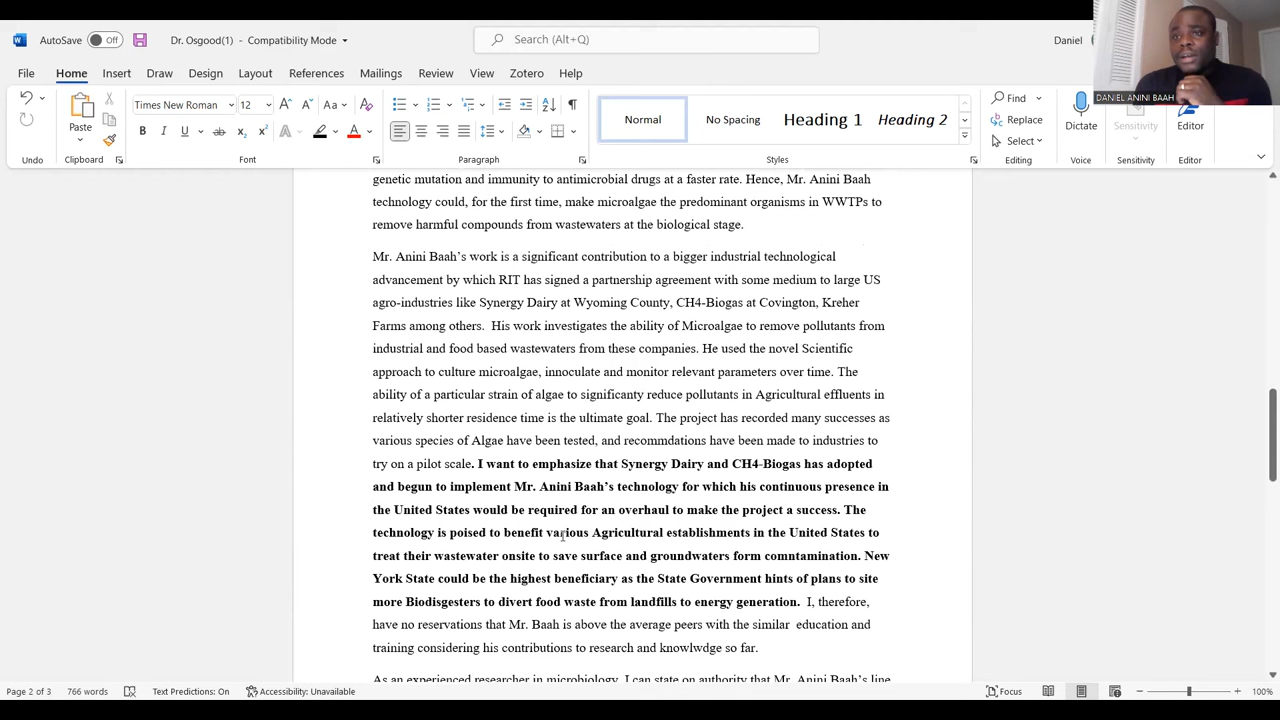 AutoSave Off Dr. Osgood(1) - Compatibility Mode Search (Alt+Q) Daniel
DANIEL ANINI BAAH
File Home Insert Draw Design Layout References Mailings Review View Zotero Help
Times New Roman 12 Find
Normal No Spacing Heading 1 Heading 2
Paste Replace Dictate Sensitivity Editor
Select
Undo Clipboard Font Paragraph Styles Editing Voice Sensitivity Editor
genetic mutation and immunity to antimicrobial drugs at a faster rate. Hence, Mr. Anini Baah
technology could, for the first time, make microalgae the predominant organisms in WWTPs to
remove harmful compounds from wastewaters at the biological stage.
Mr. Anini Baah’s work is a significant contribution to a bigger industrial technological
advancement by which RIT has signed a partnership agreement with some medium to large US
agro-industries like Synergy Dairy at Wyoming County, CH4-Biogas at Covington, Kreher
Farms among others.  His work investigates the ability of Microalgae to remove pollutants from
industrial and food based wastewaters from these companies. He used the novel Scientific
approach to culture microalgae, innoculate and monitor relevant parameters over time. The
ability of a particular strain of algae to significanty reduce pollutants in Agricultural effluents in
relatively shorter residence time is the ultimate goal. The project has recorded many successes as
various species of Algae have been tested, and recommdations have been made to industries to
try on a pilot scale. I want to emphasize that Synergy Dairy and CH4-Biogas has adopted
and begun to implement Mr. Anini Baah’s technology for which his continuous presence in
the United States would be required for an overhaul to make the project a success. The
technology is poised to benefit various Agricultural establishments in the United States to
treat their wastewater onsite to save surface and groundwaters form comntamination. New
York State could be the highest beneficiary as the State Government hints of plans to site
more Biodisgesters to divert food waste from landfills to energy generation.  I, therefore,
have no reservations that Mr. Baah is above the average peers with the similar  education and
training considering his contributions to research and knowlwdge so far.
As an experienced researcher in microbiology, I can state on authority that Mr. Anini Baah’s line
Page 2 of 3 766 words Text Predictions: On Accessibility: Unavailable Focus 100%